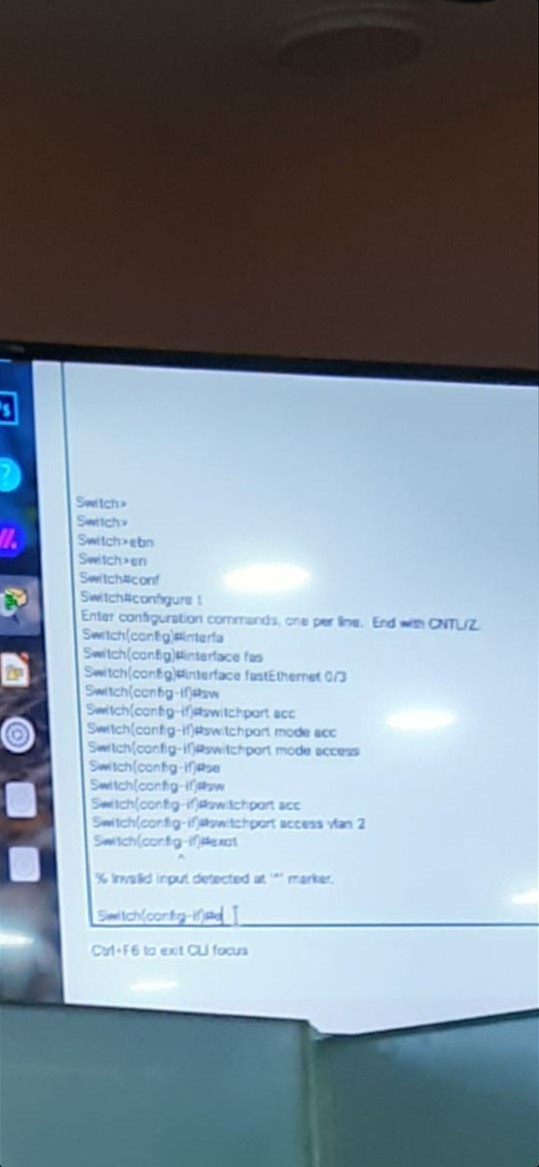 Switch>
Switch>
Switch>ebn
Switch>en
Switch#conf
Switch#configure t
Enter configuration commands, one per line. End with CNTL/Z.
Switch(config)#interfa
Switch(config)#interface fas
Switch(config)#interface fastEthernet 0/3
Switch(config-if)#sw
Switch(config-if)#switchport acc
Switch(config-if)#switchport mode acc
Switch(config-if)#switchport mode access
Switch(config-if)#se
Switch(config-if)#sw
Switch(config-if)#switchport acc
Switch(config-if)#switchport access vlan 2
Switch(config-if)#exot
^
% Invalid input detected at '^' marker.
Switch(config-if)#
Ctrl+F6 to exit CLI focus